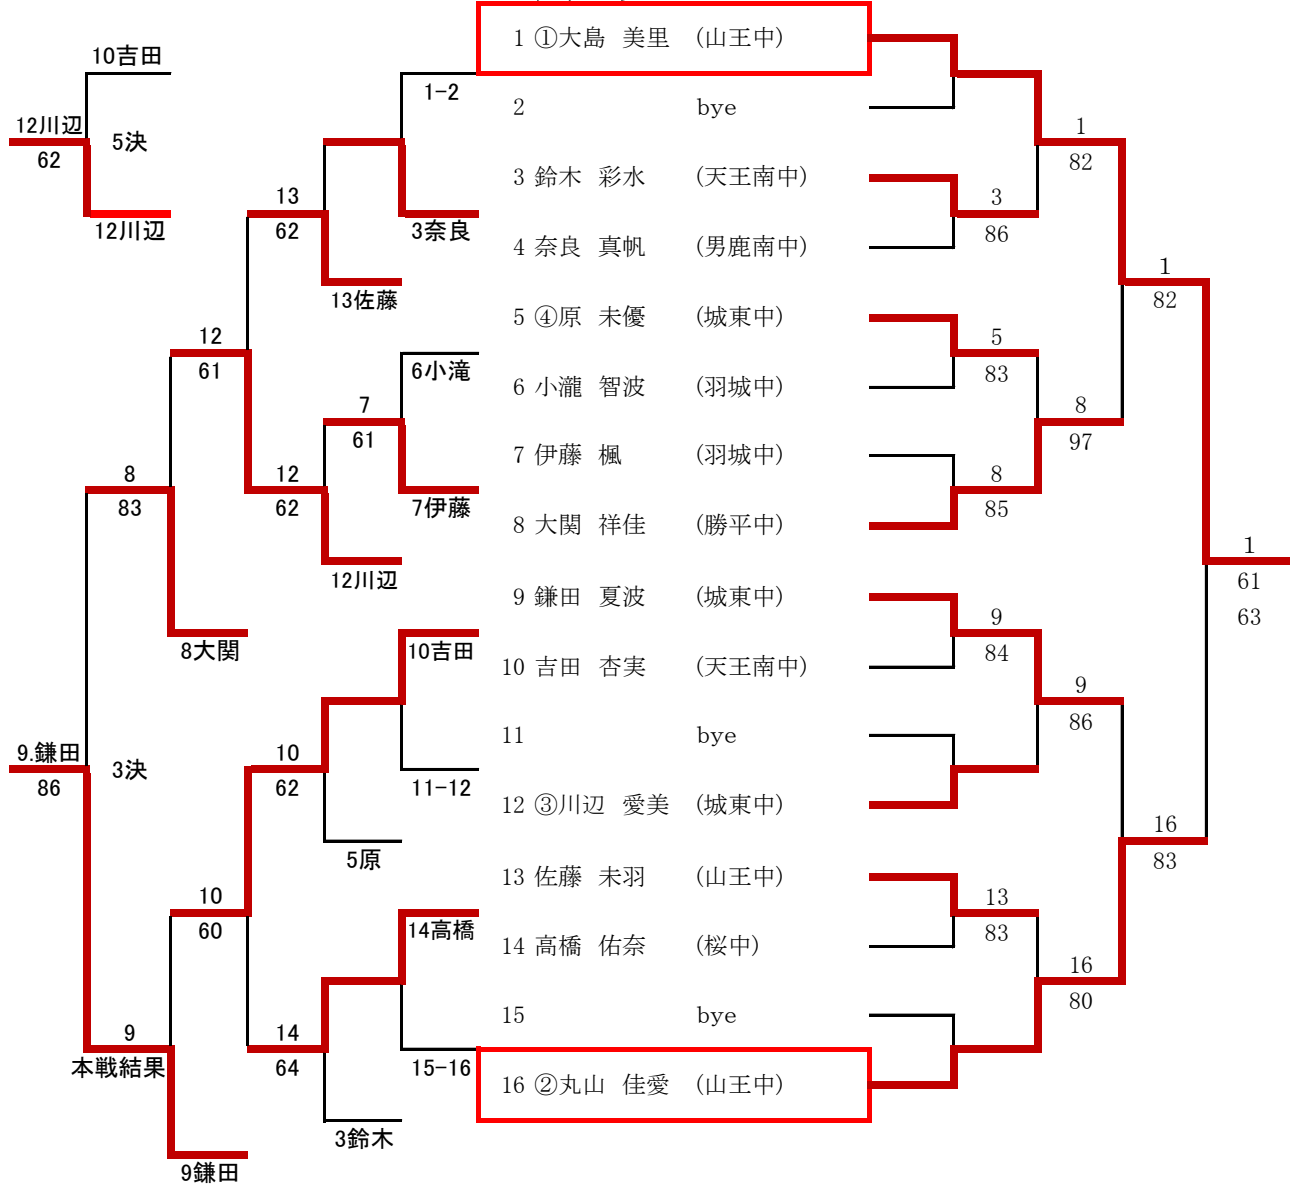 10吉田
12川辺
62
5決
12川辺
1-2
3奈良
13
62
13佐藤
12
61
6小滝
7
61
7伊藤
12
62
12川辺
8
83
8大関
10吉田
11-12
10
62
5原
9.鎌田
86
3決
10
60
14高橋
15-16
14
64
3鈴木
9
本戦結果
9鎌田
1 ①大島 美里 (山王中)
2 bye
3 鈴木 彩水 (天王南中)
4 奈良 真帆 (男鹿南中)
5 ④原 未優 (城東中)
6 小瀧 智波 (羽城中)
7 伊藤 楓 (羽城中)
8 大関 祥佳 (勝平中)
9 鎌田 夏波 (城東中)
10 吉田 杏実 (天王南中)
11 bye
12 ③川辺 愛美 (城東中)
13 佐藤 未羽 (山王中)
14 高橋 佑奈 (桜中)
15 bye
16 ②丸山 佳愛 (山王中)
3
86
5
83
8
85
9
84
13
83
1
82
8
97
9
86
16
80
1
82
16
83
1
61
63